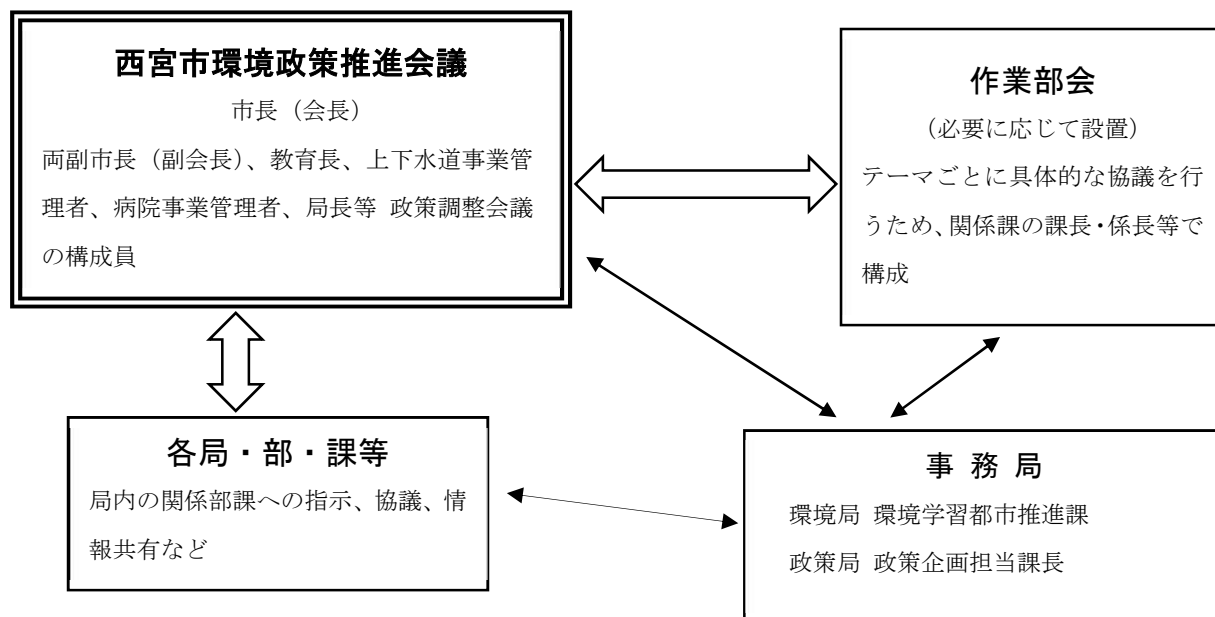 西宮市環境政策推進会議
市長（会長）
両副市長（副会長）、教育長、上下水道事業管
理者、病院事業管理者、局長等 政策調整会議
の構成員
作業部会
（必要に応じて設置）
テーマごとに具体的な協議を行
うため、関係課の課長・係長等で
構成
各局・部・課等
局内の関係部課への指示、協議、情
報共有など
事 務 局
環境局 環境学習都市推進課
政策局 政策企画担当課長